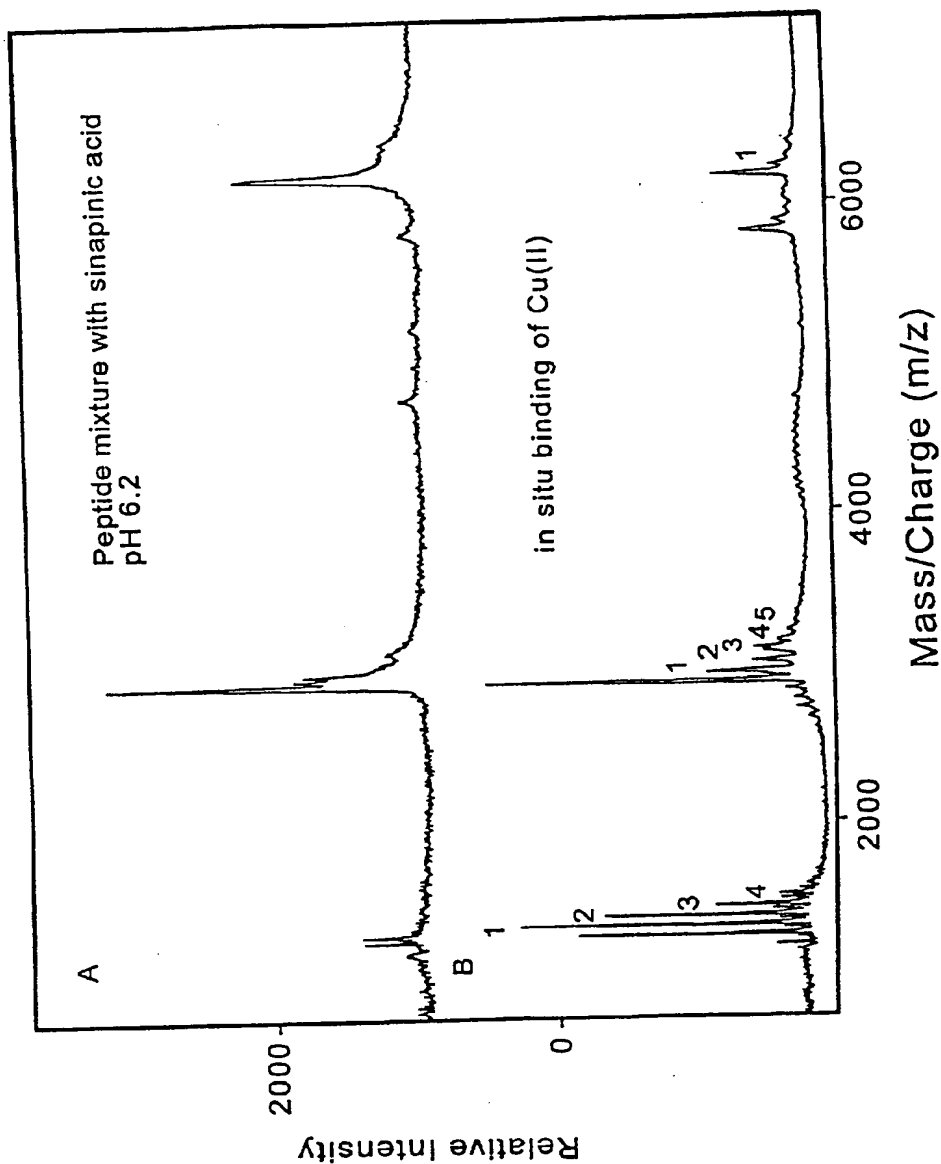 A
Peptide mixture with sinapinic acid
pH 6.2
B
in situ binding of Cu(II)
1
2
3
4
1
2
3
4
5
1
2000
0
2000
4000
6000
Relative Intensity
Mass/Charge (m/z)